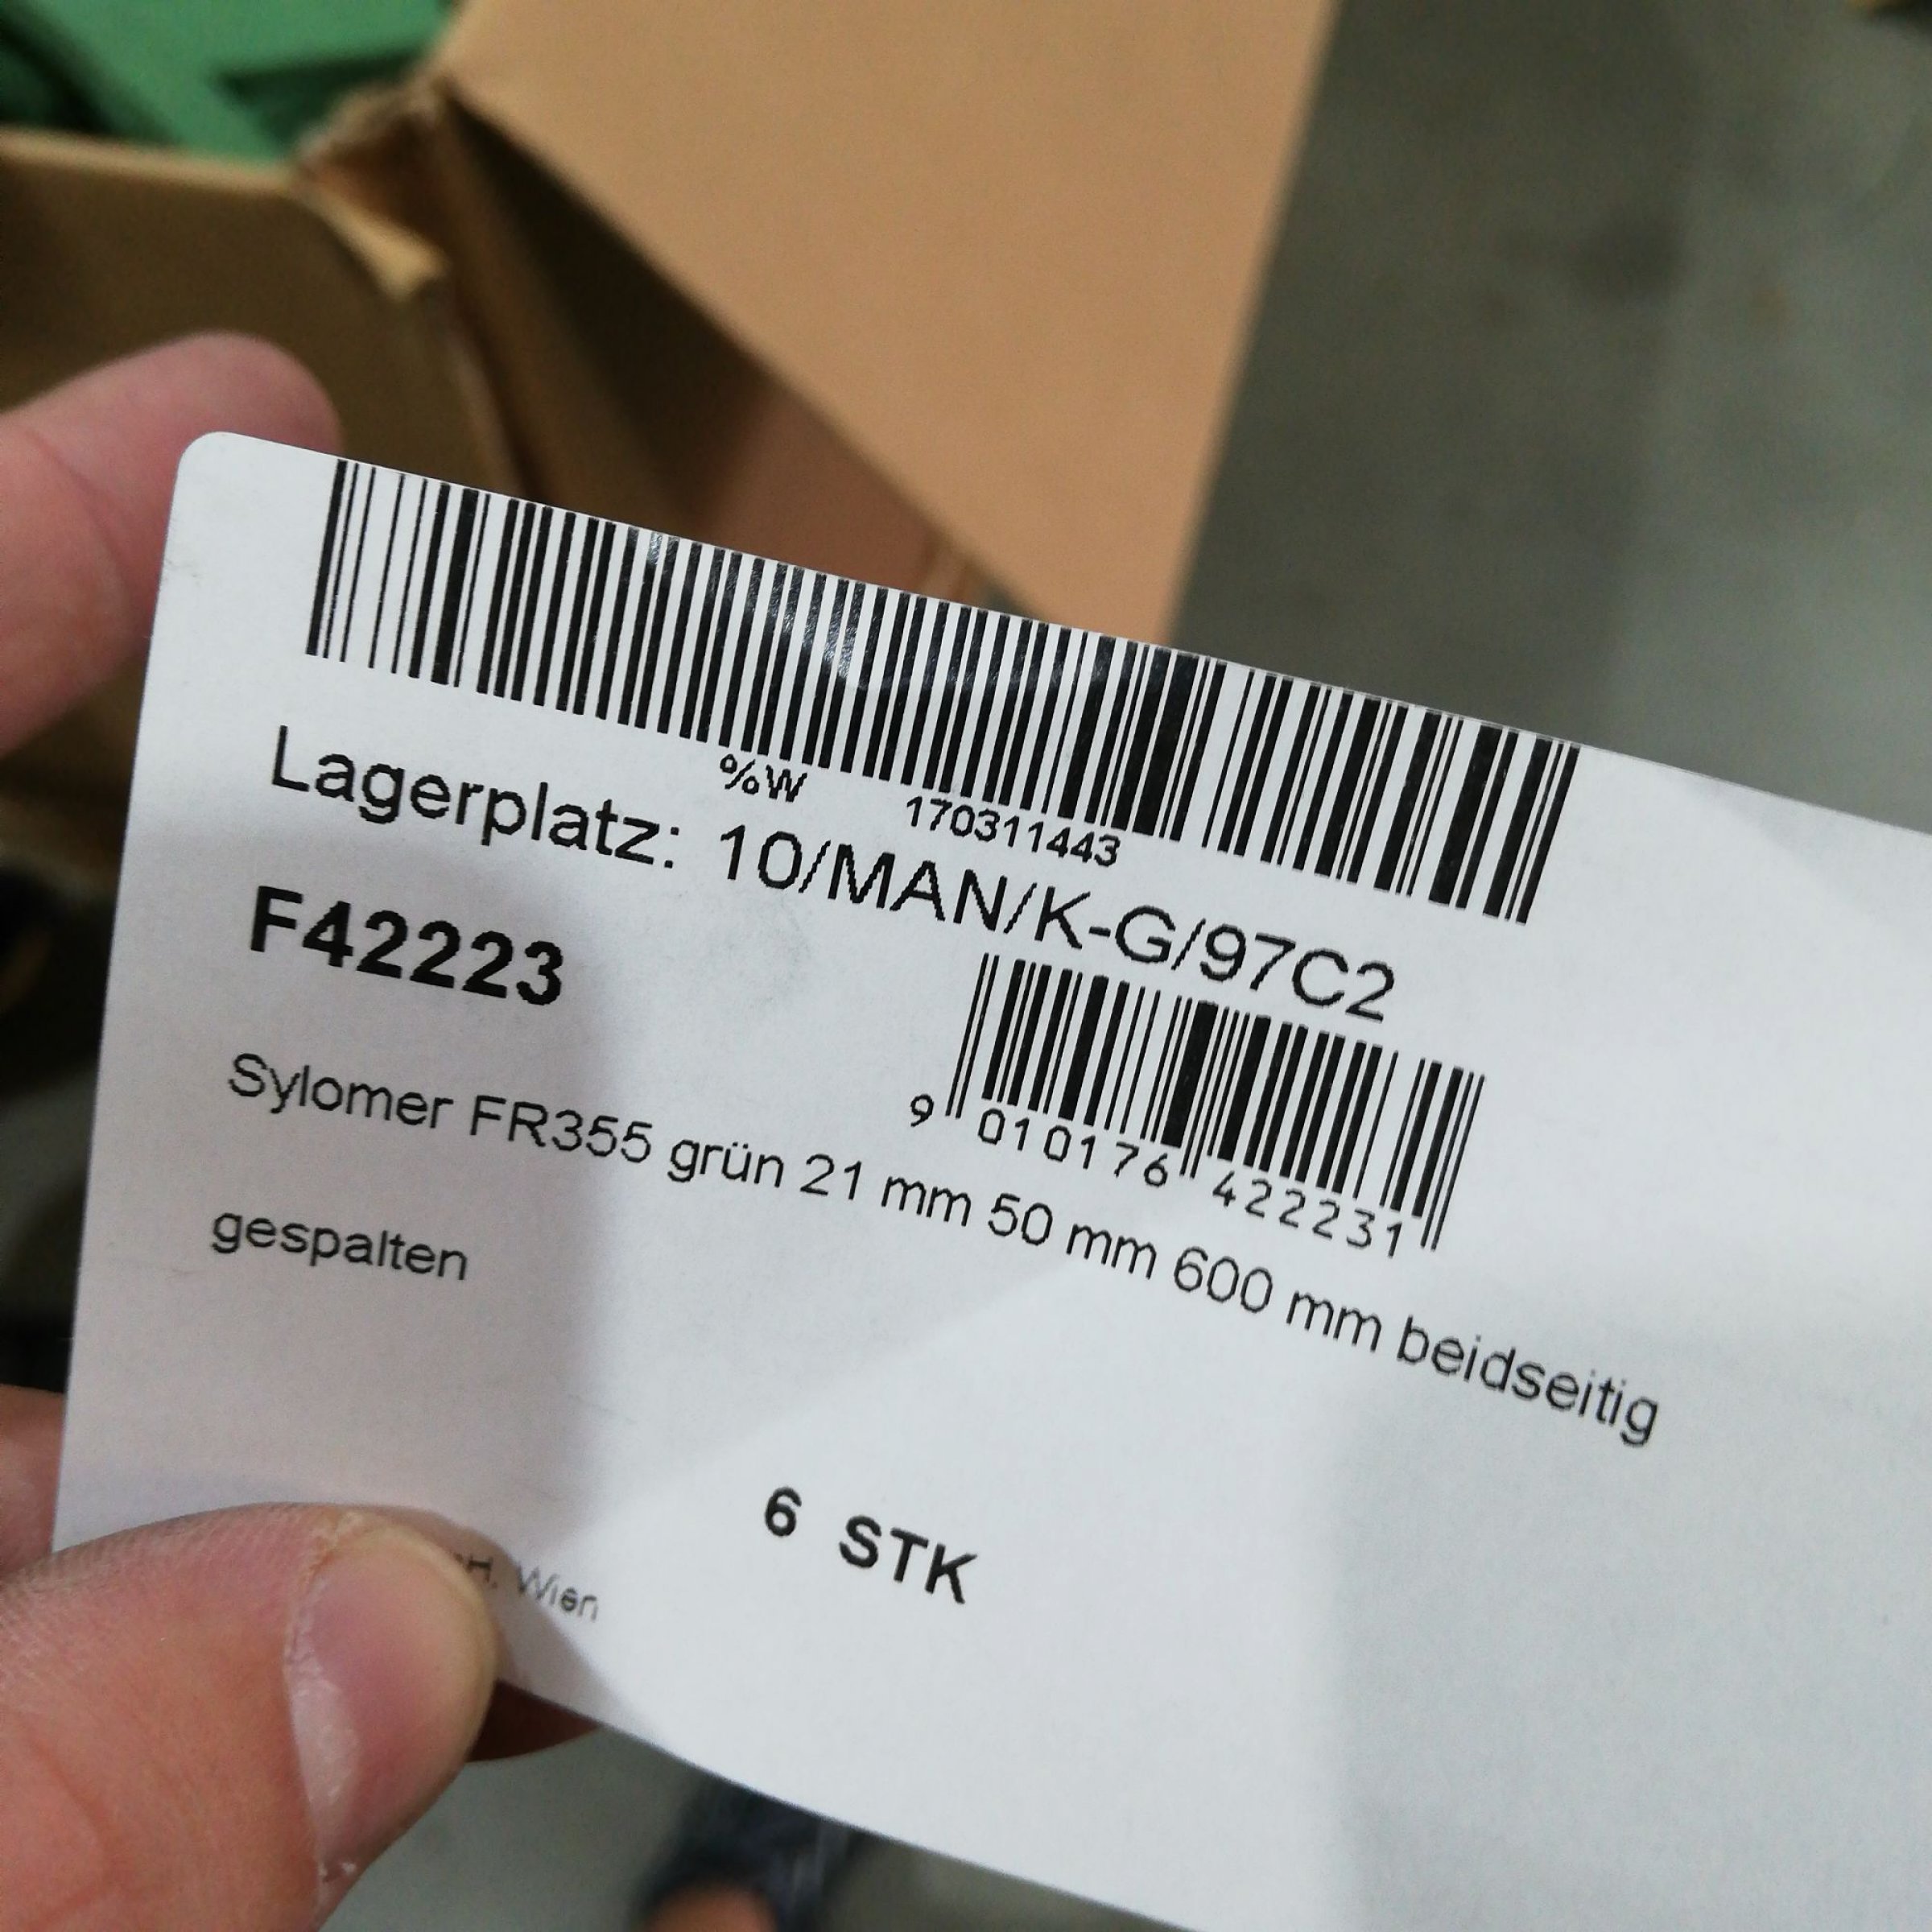 %W 170311443
Lagerplatz: 10/MAN/K-G/97C2
F42223
9 010176 422231
Sylomer FR355 grün 21 mm 50 mm 600 mm beidseitig
gespalten
6 STK
Wien